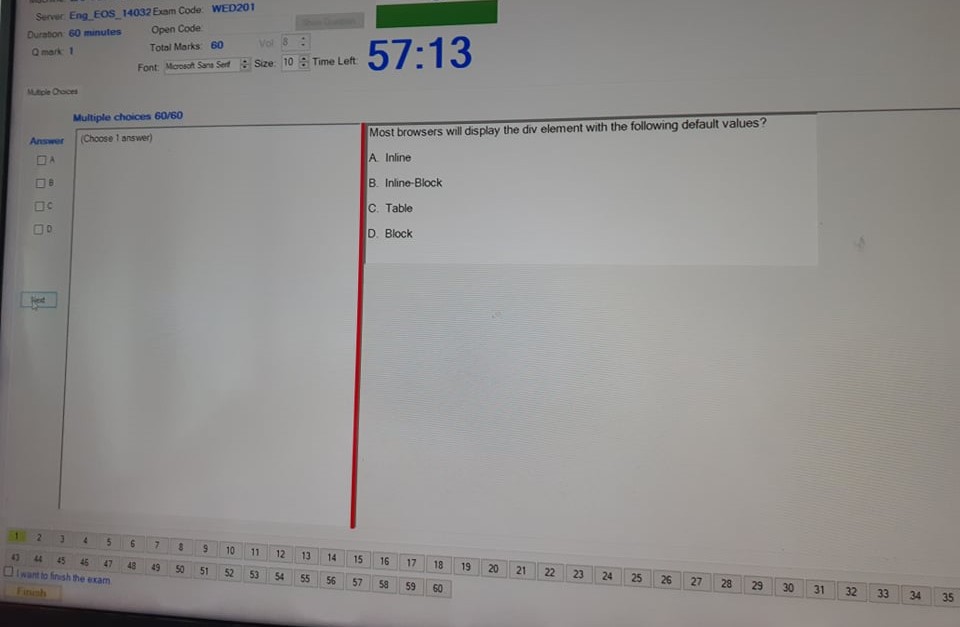 Server: Eng_EOS_14032 Exam Code: WED201
Duration: 60 minutes Open Code:
Q mark: 1 Total Marks: 60 Vol 8
Font: Microsoft Sans Serif Size: 10 Time Left: 57:13
Multiple Choices
Multiple choices 60/60
Answer
A
B
C
D
Next
(Choose 1 answer)
Most browsers will display the div element with the following default values?
A. Inline
B. Inline-Block
C. Table
D. Block
1 2 3 4 5 6 7 8 9 10 11 12 13 14 15 16 17 18 19 20 21 22 23 24 25 26 27 28 29 30 31 32 33 34 35
43 44 45 46 47 48 49 50 51 52 53 54 55 56 57 58 59 60
I want to finish the exam
Finish